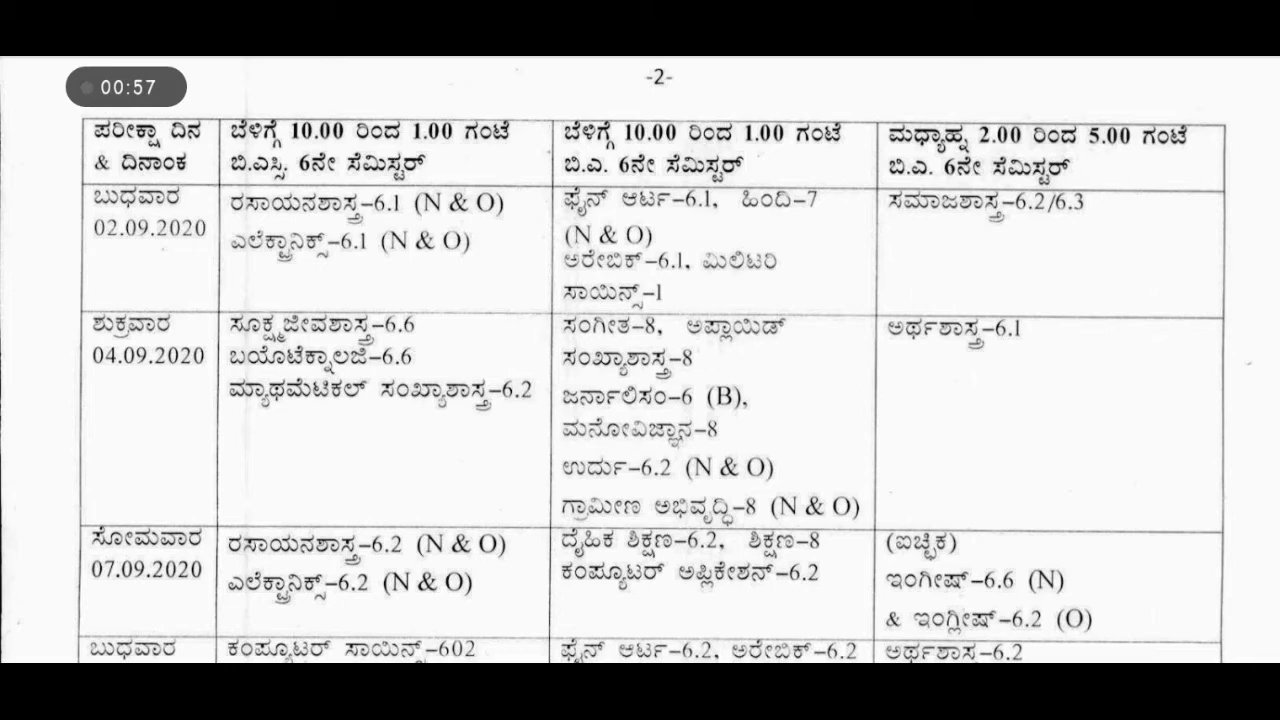 00:57
-2-
ಪರೀಕ್ಷಾ ದಿನ
& ದಿನಾಂಕ
ಬೆಳಿಗ್ಗೆ 10.00 ರಿಂದ 1.00 ಗಂಟೆ
ಬಿ.ಎಸ್ಸಿ. 6ನೇ ಸೆಮಿಸ್ಟರ್
ಬೆಳಿಗ್ಗೆ 10.00 ರಿಂದ 1.00 ಗಂಟೆ
ಬಿ.ಎ. 6ನೇ ಸೆಮಿಸ್ಟರ್
ಮಧ್ಯಾಹ್ನ 2.00 ರಿಂದ 5.00 ಗಂಟೆ
ಬಿ.ಎ. 6ನೇ ಸೆಮಿಸ್ಟರ್
ಬುಧವಾರ
02.09.2020
ರಸಾಯನಶಾಸ್ತ್ರ-6.1 (N & O)
ಎಲೆಕ್ಟ್ರಾನಿಕ್ಸ್-6.1 (N & O)
ಫೈನ್ ಆರ್ಟ-6.1, ಹಿಂದಿ-7
(N & O)
ಅರೇಬಿಕ್-6.1, ಮಿಲಿಟರಿ
ಸಾಯಿನ್ಸ್-1
ಸಮಾಜಶಾಸ್ತ್ರ-6.2/6.3
ಶುಕ್ರವಾರ
04.09.2020
ಸೂಕ್ಷ್ಮಜೀವಶಾಸ್ತ್ರ-6.6
ಬಯೊಟೆಕ್ನಾಲಜಿ-6.6
ಮ್ಯಾಥಮೆಟಿಕಲ್ ಸಂಖ್ಯಾಶಾಸ್ತ್ರ-6.2
ಸಂಗೀತ-8, ಅಪ್ಲಾಯಿಡ್
ಸಂಖ್ಯಾಶಾಸ್ತ್ರ-8
ಜರ್ನಾಲಿಸಂ-6 (B),
ಮನೋವಿಜ್ಞಾನ-8
ಉರ್ದು-6.2 (N & O)
ಗ್ರಾಮೀಣ ಅಭಿವೃದ್ಧಿ-8 (N & O)
ಅರ್ಥಶಾಸ್ತ್ರ-6.1
ಸೋಮವಾರ
07.09.2020
ರಸಾಯನಶಾಸ್ತ್ರ-6.2 (N & O)
ಎಲೆಕ್ಟ್ರಾನಿಕ್ಸ್-6.2 (N & O)
ದೈಹಿಕ ಶಿಕ್ಷಣ-6.2, ಶಿಕ್ಷಣ-8
ಕಂಪ್ಯೂಟರ್ ಅಪ್ಲಿಕೇಶನ್-6.2
(ಐಚ್ಛಿಕ)
ಇಂಗೀಷ್-6.6 (N)
& ಇಂಗ್ಲೀಷ್-6.2 (O)
ಬುಧವಾರ
ಕಂಪ್ಯೂಟರ್ ಸಾಯಿನ್ಸ್-602
ಫೈನ್ ಆರ್ಟ-6.2, ಅರೇಬಿಕ್-6.2
ಅರ್ಥಶಾಸ್ತ್ರ-6.2